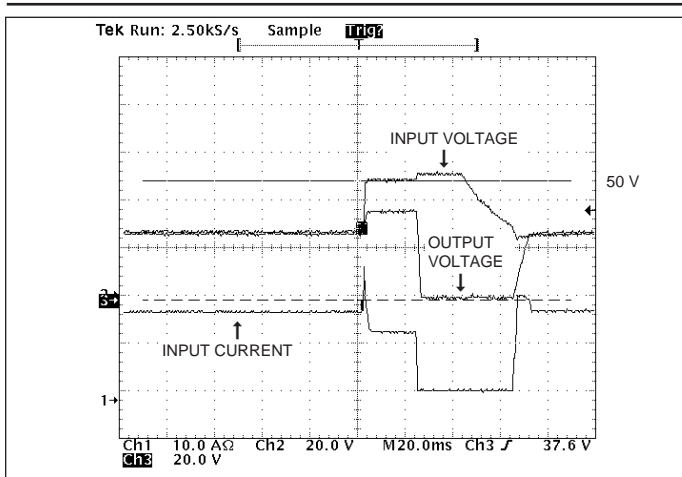 Tek Run: 2.50kS/s Sample Trig?
INPUT VOLTAGE
50 V
OUTPUT
VOLTAGE
INPUT CURRENT
1
Ch1 10.0 AΩ Ch2 20.0 V M20.0ms Ch3 37.6 V
Ch3 20.0 V